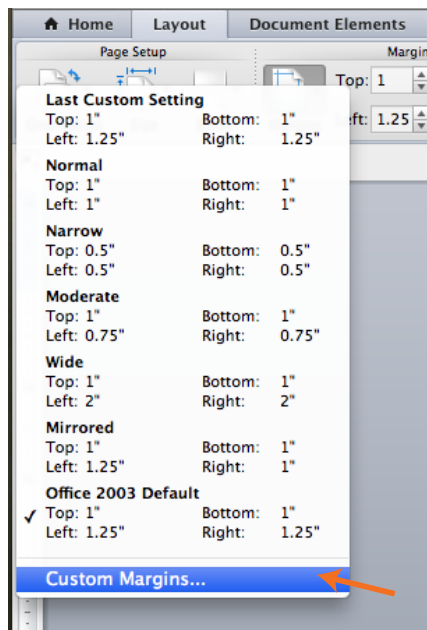 Home Layout Document Elements
Page Setup Margin
Top: 1
Last Custom Setting
Top: 1" Bottom: 1"
Left: 1.25" Right: 1.25"
ft: 1.25
Normal
Top: 1" Bottom: 1"
Left: 1" Right: 1"
Narrow
Top: 0.5" Bottom: 0.5"
Left: 0.5" Right: 0.5"
Moderate
Top: 1" Bottom: 1"
Left: 0.75" Right: 0.75"
Wide
Top: 1" Bottom: 1"
Left: 2" Right: 2"
Mirrored
Top: 1" Bottom: 1"
Left: 1.25" Right: 1"
Office 2003 Default
✓ Top: 1" Bottom: 1"
Left: 1.25" Right: 1.25"
Custom Margins...